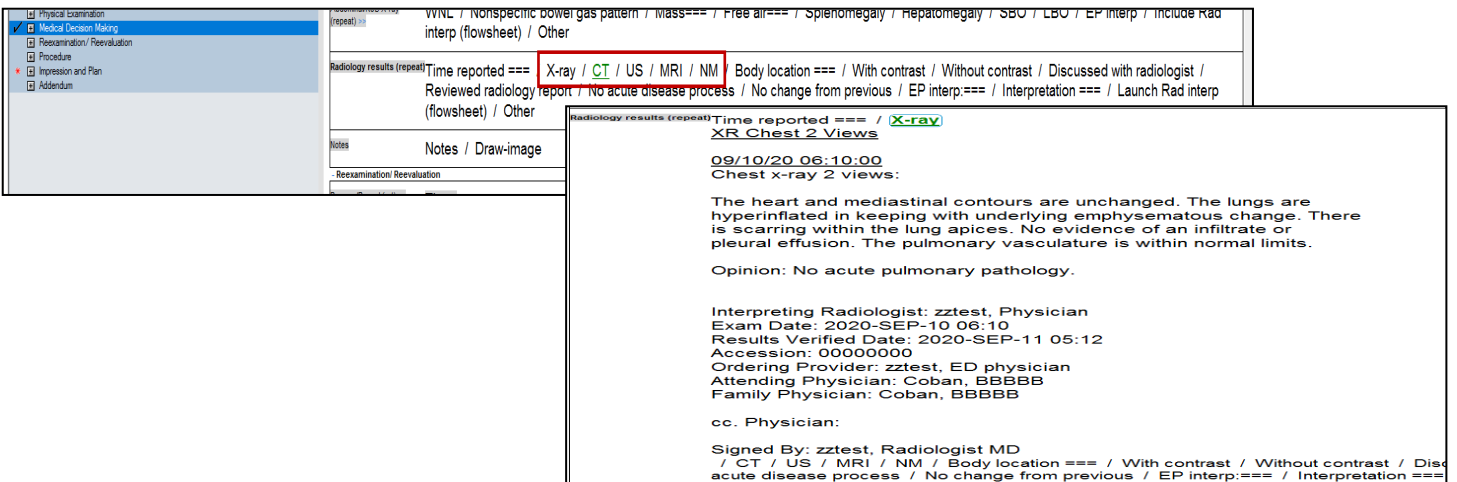 Physical Examination
Medical Decision Making
Reexamination/ Reevaluation
Procedure
Impression and Plan
Addendum
(repeat) >>
WNL / Nonspecific bowel gas pattern / Mass=== / Free air=== / Splenomegaly / Hepatomegaly / SBO / LBO / EP interp / Include Rad
interp (flowsheet) / Other
Radiology results (repeat)
Time reported === / X-ray / CT / US / MRI / NM / Body location === / With contrast / Without contrast / Discussed with radiologist /
Reviewed radiology report / No acute disease process / No change from previous / EP interp:=== / Interpretation === / Launch Rad interp
(flowsheet) / Other
Notes
Notes / Draw-image
- Reexamination/ Reevaluation
Radiology results (repeat)
Time reported === / X-ray
XR Chest 2 Views
09/10/20 06:10:00
Chest x-ray 2 views:
The heart and mediastinal contours are unchanged. The lungs are
hyperinflated in keeping with underlying emphysematous change. There
is scarring within the lung apices. No evidence of an infiltrate or
pleural effusion. The pulmonary vasculature is within normal limits.
Opinion: No acute pulmonary pathology.
Interpreting Radiologist: zztest, Physician
Exam Date: 2020-SEP-10 06:10
Results Verified Date: 2020-SEP-11 05:12
Accession: 00000000
Ordering Provider: zztest, ED physician
Attending Physician: Coban, BBBBB
Family Physician: Coban, BBBBB
cc. Physician:
Signed By: zztest, Radiologist MD
/ CT / US / MRI / NM / Body location === / With contrast / Without contrast /
acute disease process / No change from previous / EP interp:=== / Interpretation ===